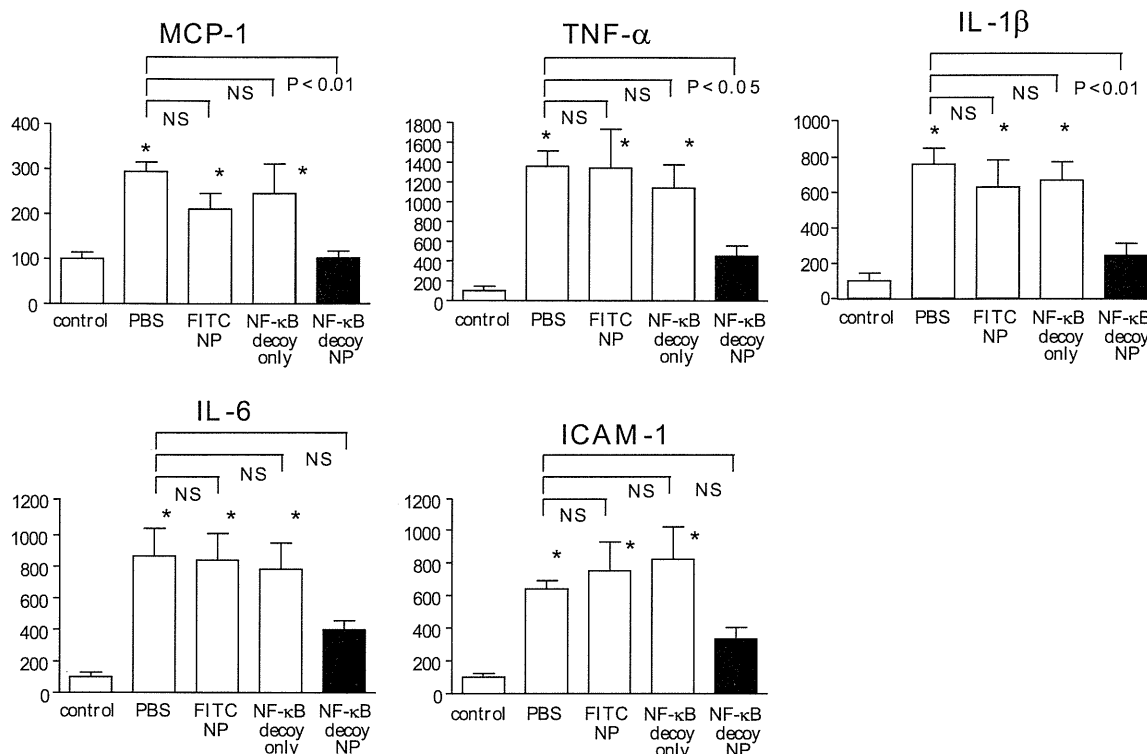 MCP-1
P<0.01
NS
NS
400
300
200
100
0
*
*
*
control
PBS
FITC
NP
NF-κB
decoy
only
NF-κB
decoy
NP
TNF-α
P<0.05
NS
NS
1800
1600
1400
1200
1000
800
600
400
200
0
*
*
*
control
PBS
FITC
NP
NF-κB
decoy
only
NF-κB
decoy
NP
IL-1β
P<0.01
NS
NS
1000
800
600
400
200
0
*
*
*
control
PBS
FITC
NP
NF-κB
decoy
only
NF-κB
decoy
NP
IL-6
NS
NS
NS
1200
1000
800
600
400
200
0
*
*
*
control
PBS
FITC
NP
NF-κB
decoy
only
NF-κB
decoy
NP
ICAM-1
NS
NS
NS
1200
1000
800
600
400
200
0
*
*
*
control
PBS
FITC
NP
NF-κB
decoy
only
NF-κB
decoy
NP